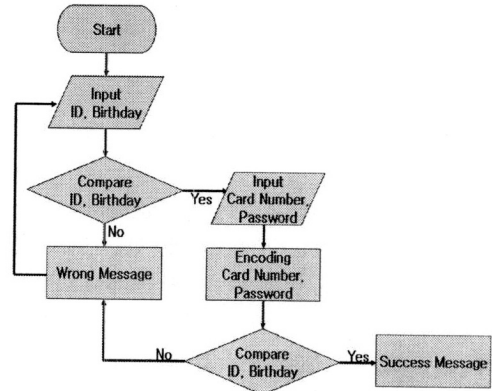 Start
Input
ID, Birthday
Compare
ID, Birthday
Yes
Input
Card Number,
Password
No
Wrong Message
Encoding
Card Number,
Password
No
Compare
ID, Birthday
Yes
Success Message